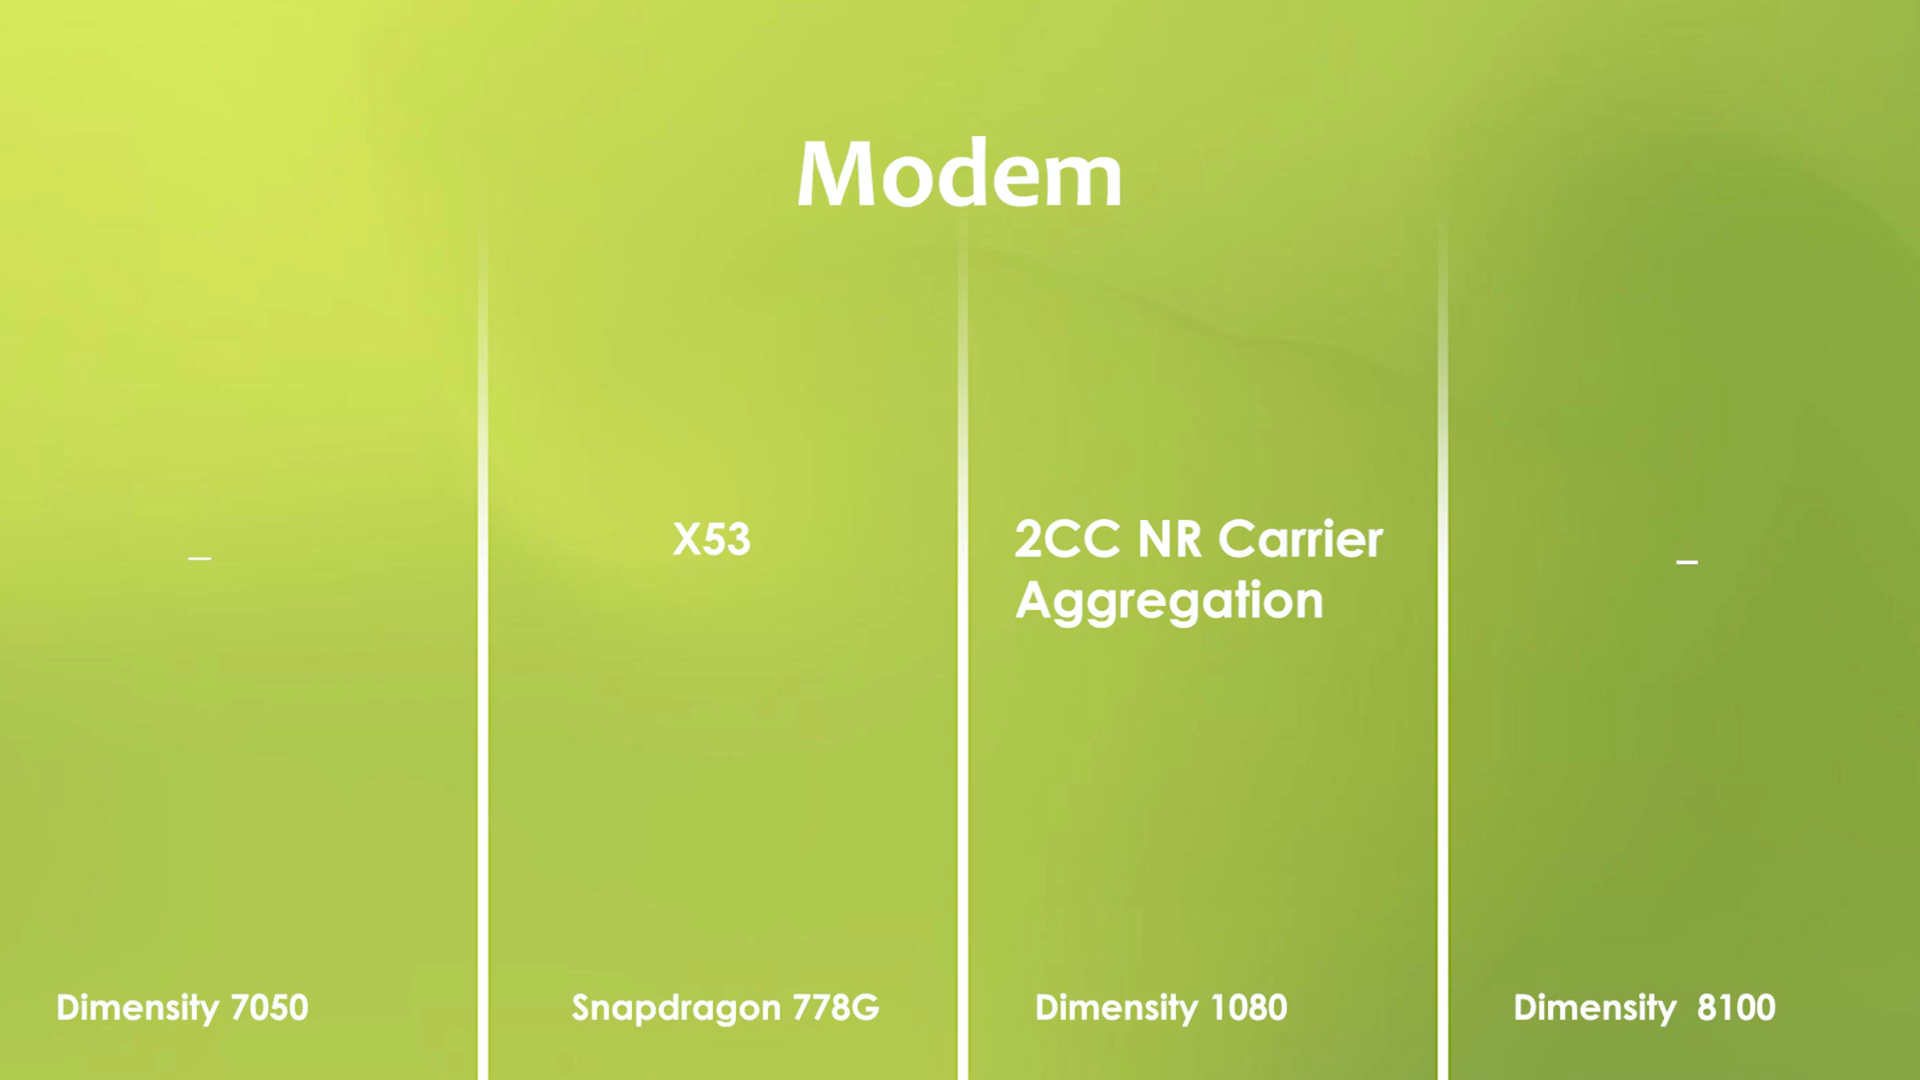 Modem
_
X53
2CC NR Carrier
Aggregation
_
Dimensity 7050
Snapdragon 778G
Dimensity 1080
Dimensity  8100